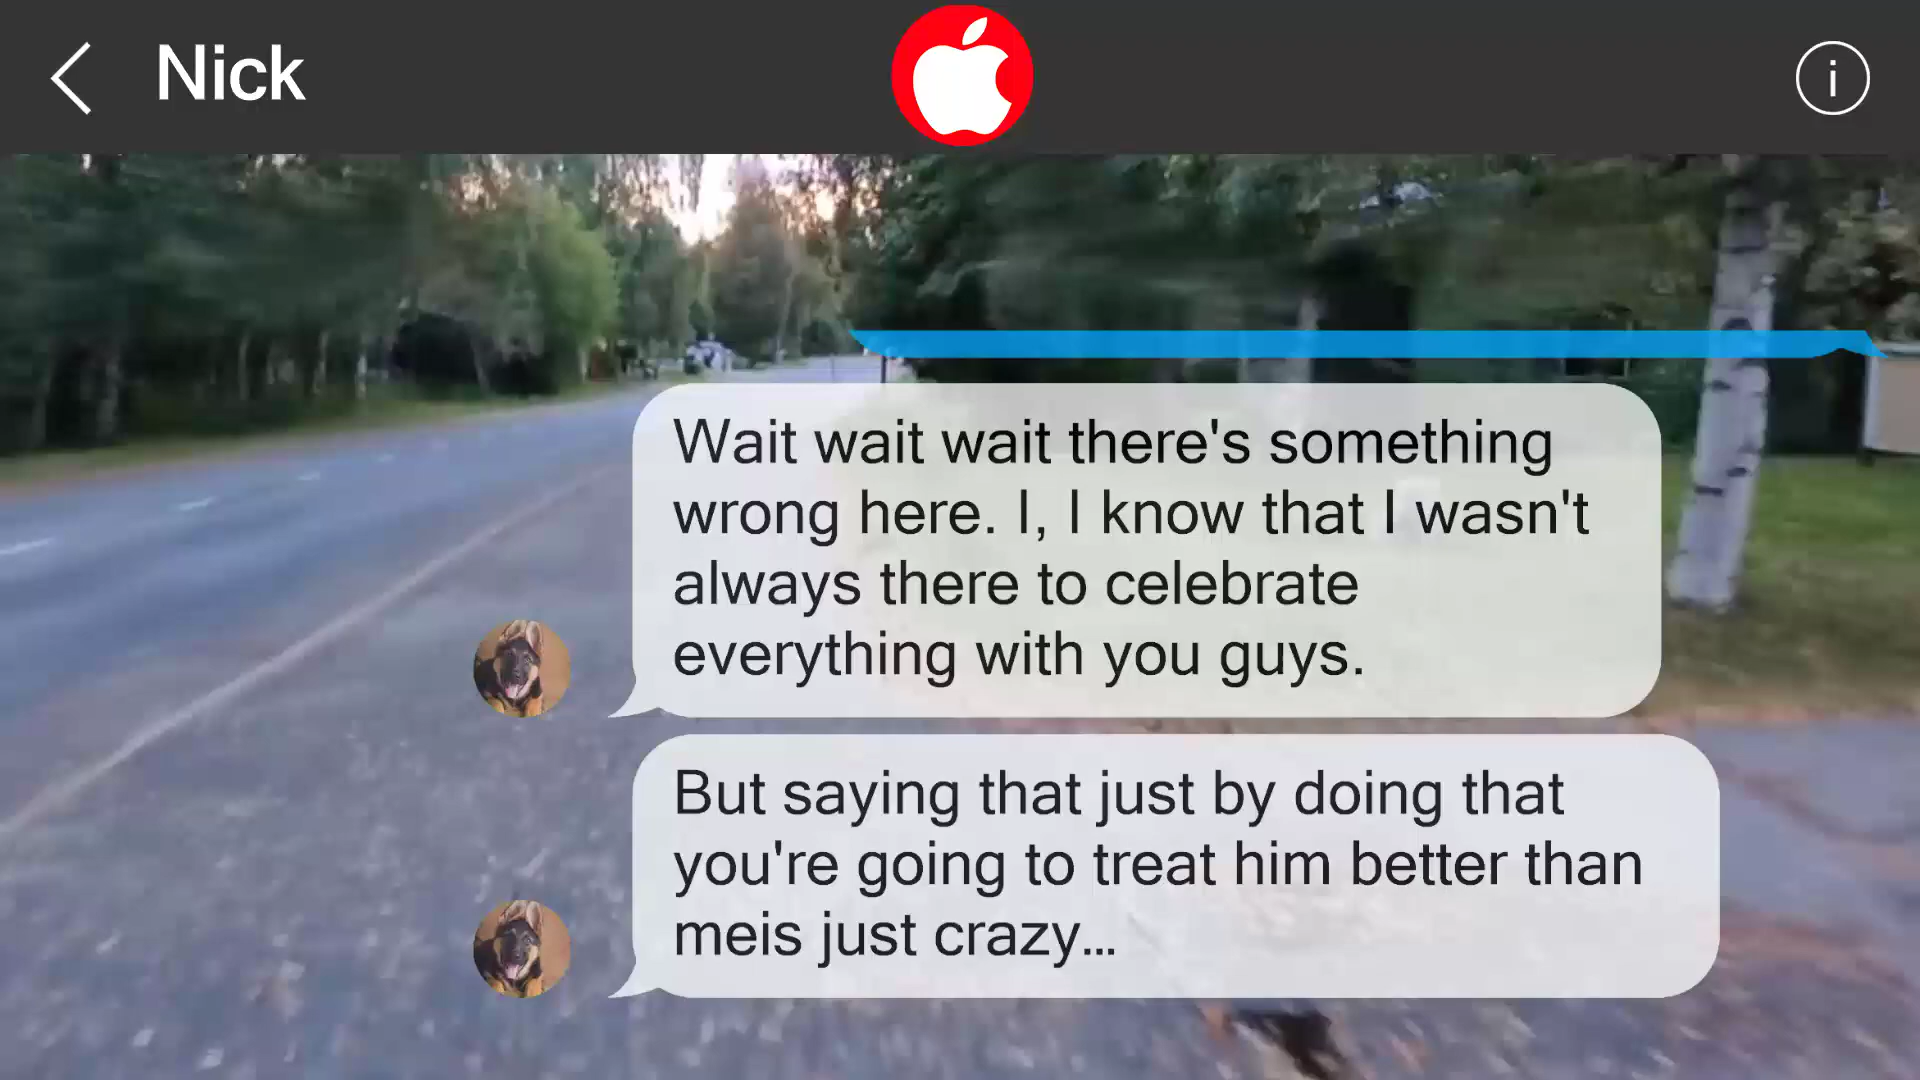 Nick
i
Wait wait wait there's something
wrong here. I, I know that I wasn't
always there to celebrate
everything with you guys.
But saying that just by doing that
you're going to treat him better than
meis just crazy...